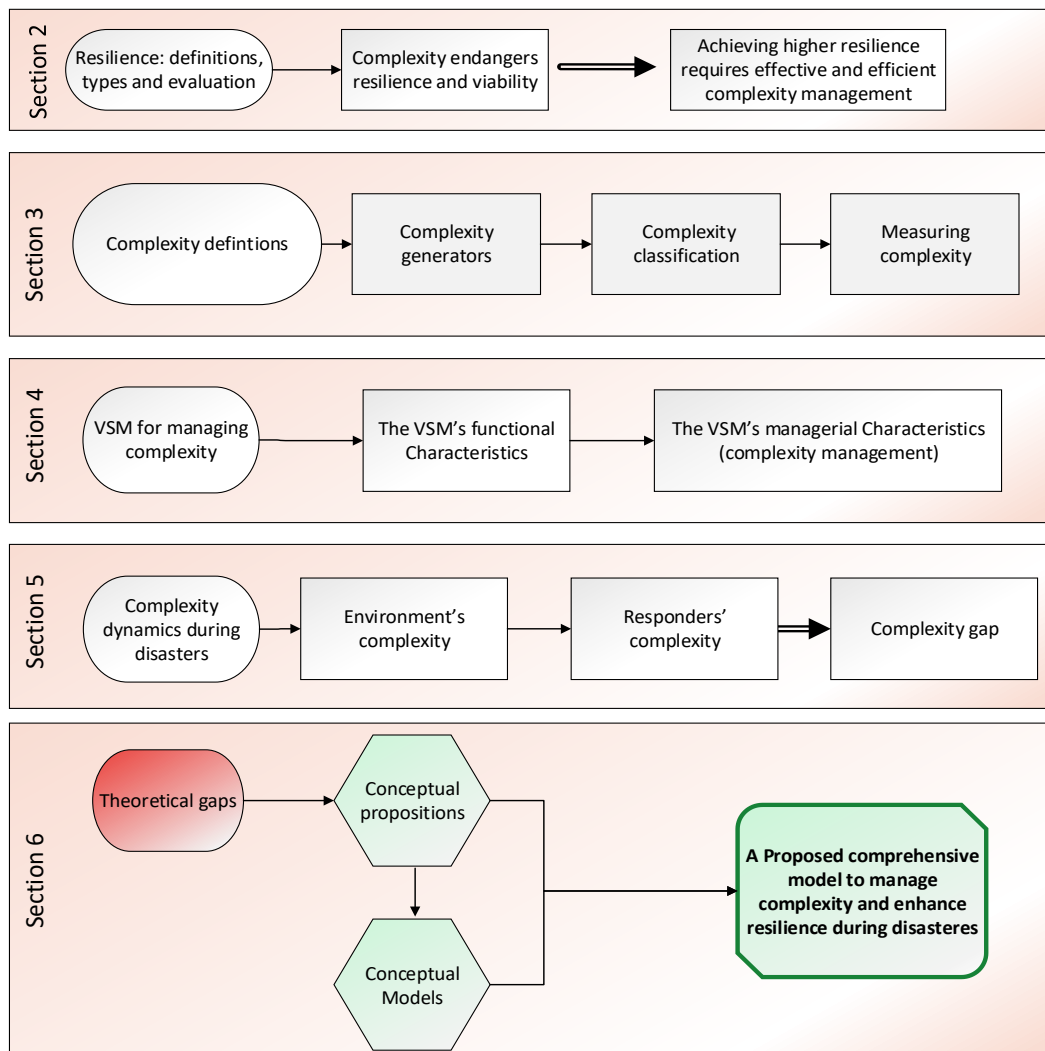 Section 2
Resilience: definitions,
types and evaluation
Complexity endangers
resilience and viability
Achieving higher resilience
requires effective and efficient
complexity management
Section 3
Complexity defintions
Complexity
generators
Complexity
classification
Measuring
complexity
Section 4
VSM for managing
complexity
The VSM’s functional
Characteristics
The VSM’s managerial Characteristics
(complexity management)
Section 5
Complexity
dynamics during
disasters
Environment’s
complexity
Responders’
complexity
Complexity gap
Section 6
Theoretical gaps
Conceptual
propositions
Conceptual
Models
A Proposed comprehensive
model to manage
complexity and enhance
resilience during disasteres